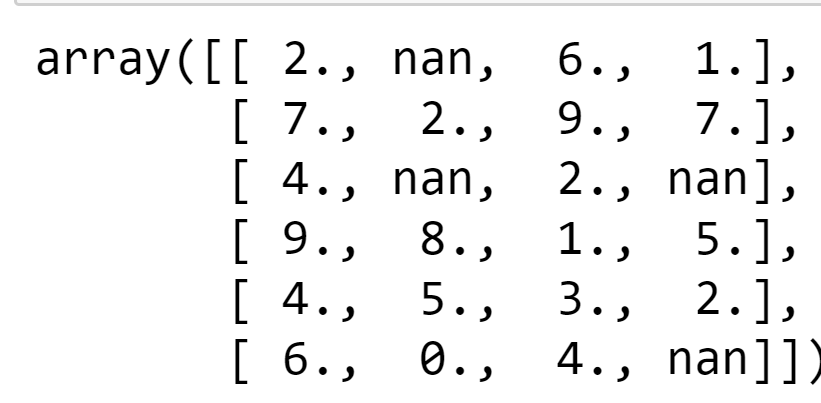 array([[ 2., nan,  6.,  1.],
       [ 7.,  2.,  9.,  7.],
       [ 4., nan,  2., nan],
       [ 9.,  8.,  1.,  5.],
       [ 4.,  5.,  3.,  2.],
       [ 6.,  0.,  4., nan]])